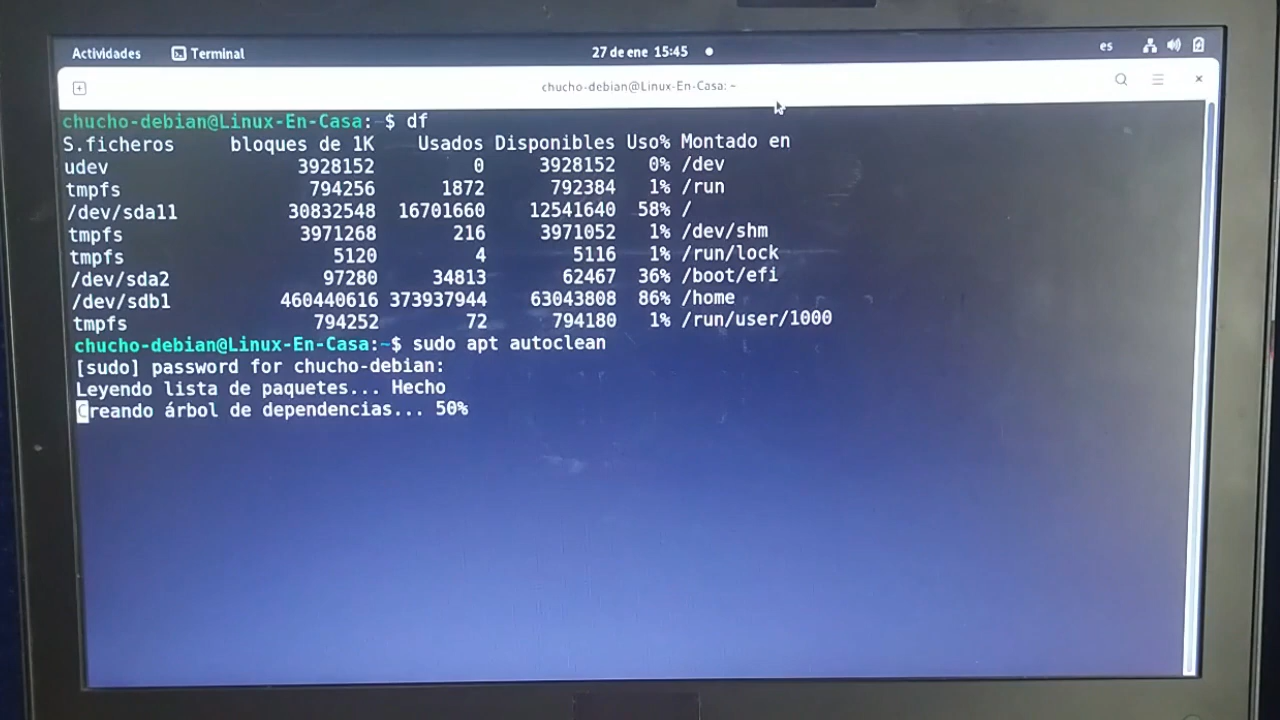 Actividades Terminal 27 de ene 15:45 es
chucho-debian@Linux-En-Casa: ~
chucho-debian@Linux-En-Casa:~$ df
S.ficheros bloques de 1K Usados Disponibles Uso% Montado en
udev 3928152 0 3928152 0% /dev
tmpfs 794256 1872 792384 1% /run
/dev/sda11 30832548 16701660 12541640 58% /
tmpfs 3971268 216 3971052 1% /dev/shm
tmpfs 5120 4 5116 1% /run/lock
/dev/sda2 97280 34813 62467 36% /boot/efi
/dev/sdb1 460440616 373937944 63043808 86% /home
tmpfs 794252 72 794180 1% /run/user/1000
chucho-debian@Linux-En-Casa:~$ sudo apt autoclean
[sudo] password for chucho-debian:
Leyendo lista de paquetes... Hecho
Creando árbol de dependencias... 50%